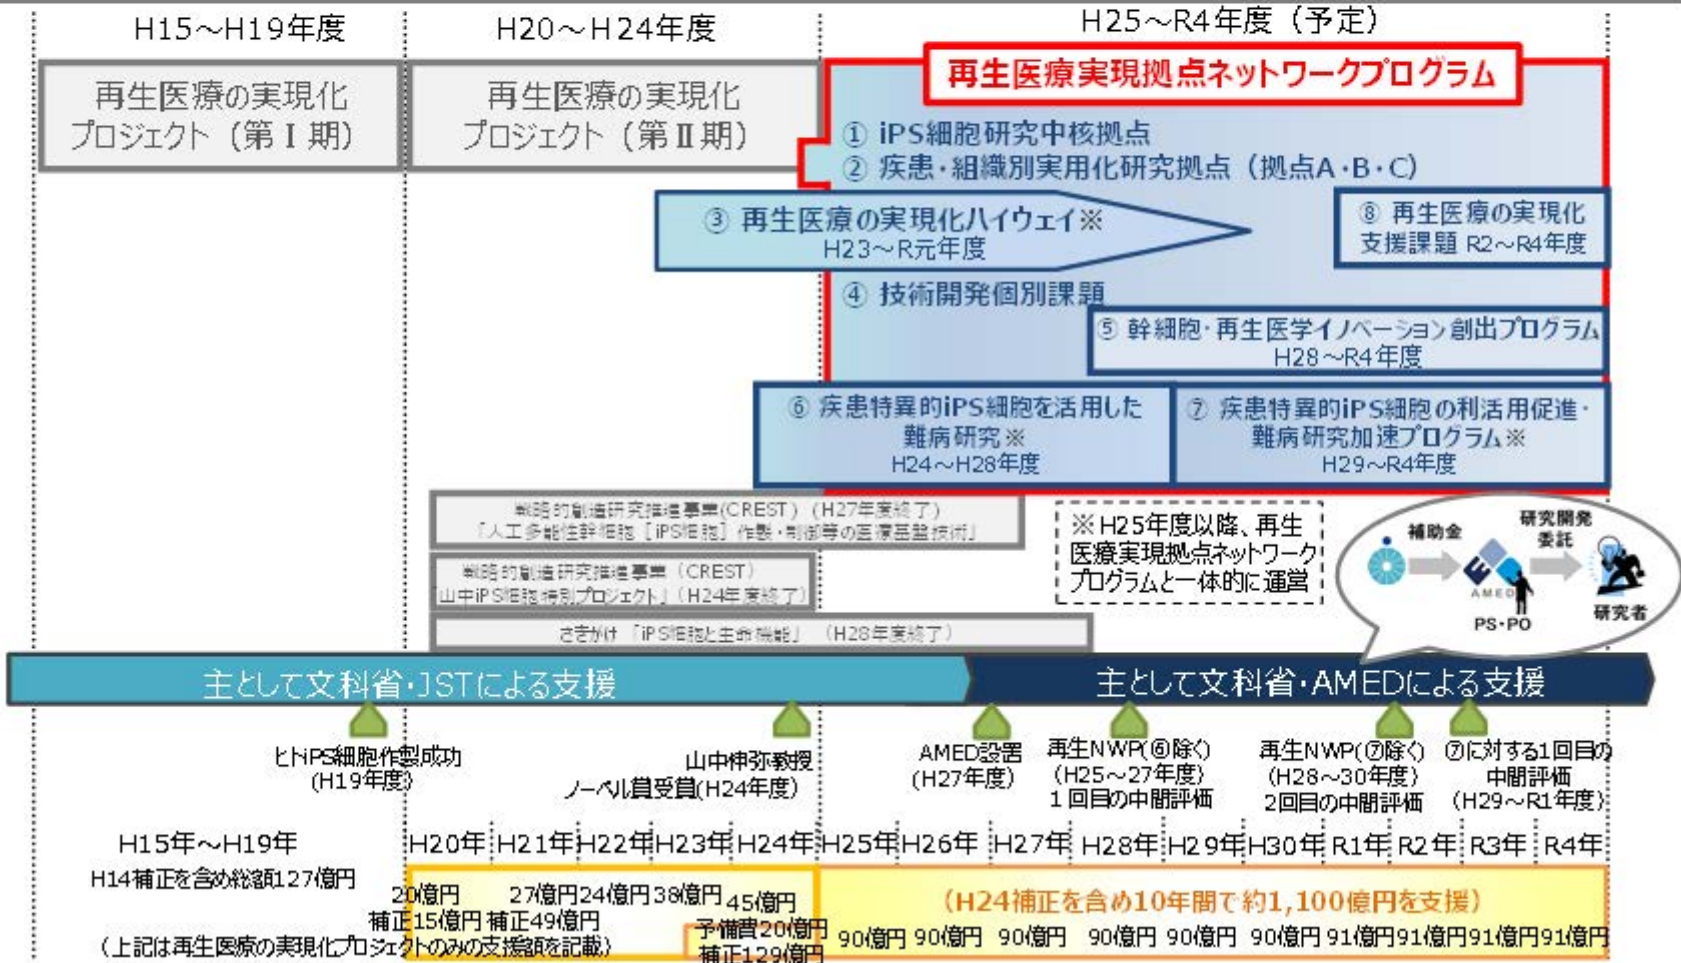 H15～H19年度
H20～H24年度
H25～R4年度（予定）
再生医療の実現化
プロジェクト（第Ⅰ期）
再生医療の実現化
プロジェクト（第Ⅱ期）
再生医療実現拠点ネットワークプログラム
① iPS細胞研究中核拠点
② 疾患・組織別実用化研究拠点（拠点A・B・C）
③ 再生医療の実現化ハイウェイ※
H23～R元年度
⑧ 再生医療の実現化
支援課題 R2～R4年度
④ 技術開発個別課題
⑤ 幹細胞・再生医学イノベーション創出プログラム
H28～R4年度
⑥ 疾患特異的iPS細胞を活用した
難病研究※
H24～H28年度
⑦ 疾患特異的iPS細胞の利活用促進・
難病研究加速プログラム※
H29～R4年度
戦略的創造研究推進事業(CREST)（H27年度終了）
「人工多能性幹細胞［iPS細胞］作製・制御等の医療基盤技術」
戦略的創造研究推進事業（CREST）
「山中iPS細胞特別プロジェクト」（H24年度終了）
さきがけ 「iPS細胞と生命機能」 （H28年度終了）
※H25年度以降、再生
医療実現拠点ネットワーク
プログラムと一体的に運営
補助金
研究開発
委託
AMED
PS・PO
研究者
主として文科省・JSTによる支援
主として文科省・AMEDによる支援
ヒトiPS細胞作製成功
(H19年度)
山中伸弥教授
ノーベル賞受賞(H24年度)
AMED設置
(H27年度)
再生NWP(⑥除く)
(H25～27年度)
1回目の中間評価
再生NWP(⑦除く)
(H28～30年度)
2回目の中間評価
⑦に対する1回目の
中間評価
(H29～R1年度)
H15年～H19年
H20年 H21年 H22年 H23年 H24年 H25年 H26年 H27年 H28年 H29年 H30年 R1年 R2年 R3年 R4年
H14補正を含め総額127億円
20億円 27億円 24億円 38億円 45億円
補正15億円 補正49億円
予備費20億円
補正129億円
（上記は再生医療の実現化プロジェクトのみの支援額を記載）
（H24補正を含め10年間で約1,100億円を支援）
90億円 90億円 90億円 90億円 90億円 90億円 91億円 91億円 91億円 91億円